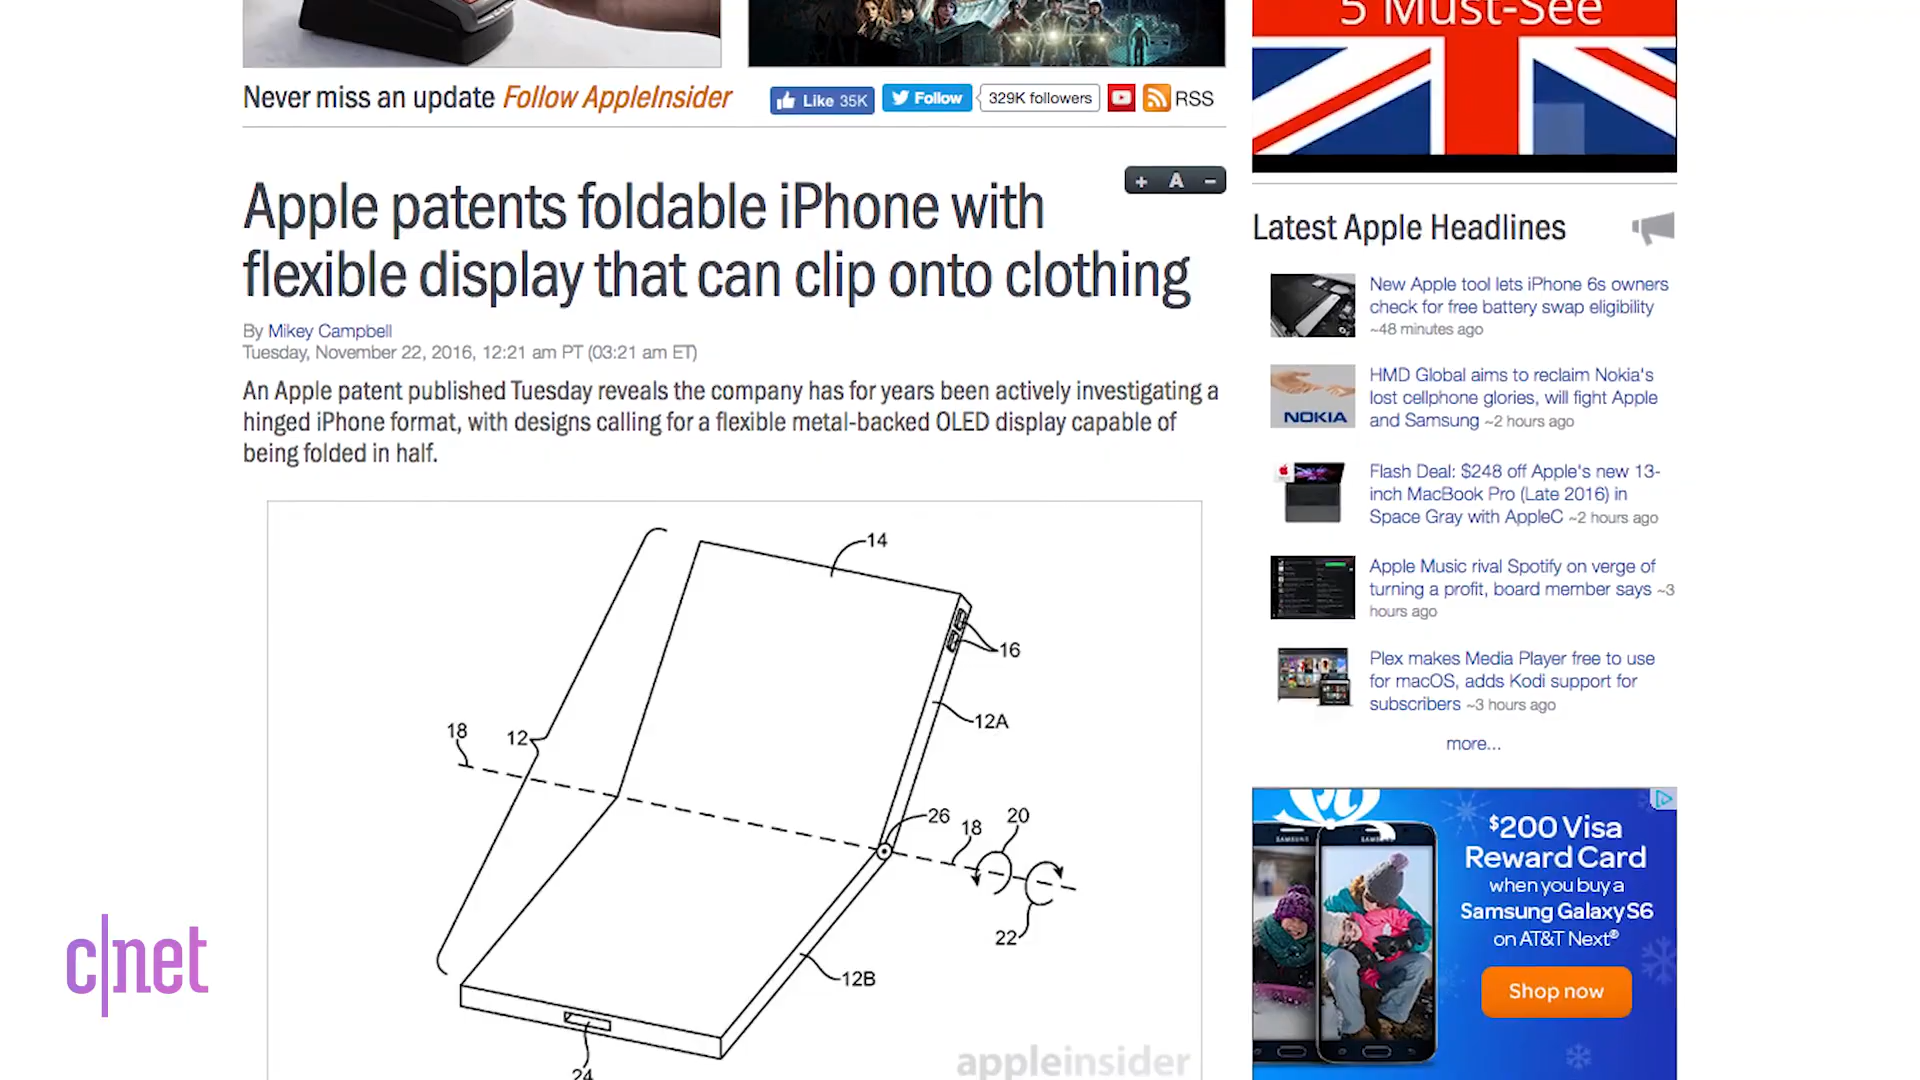 5 Must-See
Never miss an update Follow AppleInsider
Like 35K
Follow
329K followers
RSS
+ A -
Apple patents foldable iPhone with
flexible display that can clip onto clothing
By Mikey Campbell
Tuesday, November 22, 2016, 12:21 am PT (03:21 am ET)
An Apple patent published Tuesday reveals the company has for years been actively investigating a
hinged iPhone format, with designs calling for a flexible metal-backed OLED display capable of
being folded in half.
14
16
12A
18
12
26
18
20
22
12B
24
appleinsider
c|net
Latest Apple Headlines
New Apple tool lets iPhone 6s owners
check for free battery swap eligibility
~48 minutes ago
NOKIA
HMD Global aims to reclaim Nokia's
lost cellphone glories, will fight Apple
and Samsung ~2 hours ago
Flash Deal: $248 off Apple's new 13-
inch MacBook Pro (Late 2016) in
Space Gray with AppleC ~2 hours ago
Apple Music rival Spotify on verge of
turning a profit, board member says ~3
hours ago
Plex makes Media Player free to use
for macOS, adds Kodi support for
subscribers ~3 hours ago
more...
SAMSUNG
SAMSUNG
$200 Visa
Reward Card
when you buy a
Samsung Galaxy S6
on AT&T Next®
Shop now